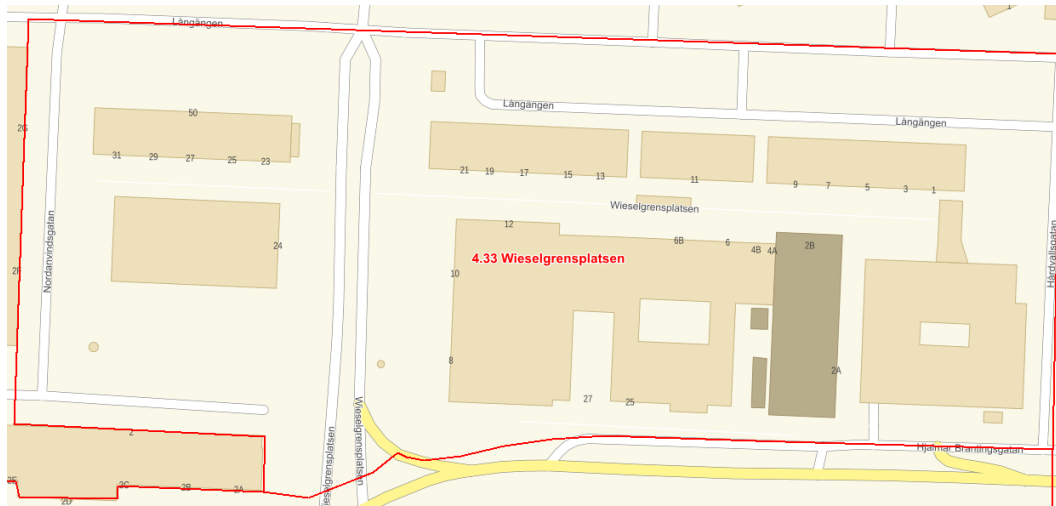 Långängen
1
50
Långängen
Långängen
2G
31
29
27
25
23
21
19
17
15
13
11
9
7
5
3
1
Wieselgrensplatsen
12
6B
6
4B
4A
2B
24
Nordanvindsgatan
Hårdvallsgatan
4.33 Wieselgrensplatsen
2F
10
8
2A
27
25
Wieselgrensplatsen
Wieselgrensplatsen
2
Hjalmar Brantingsgatan
2E
2D
2C
2B
2A